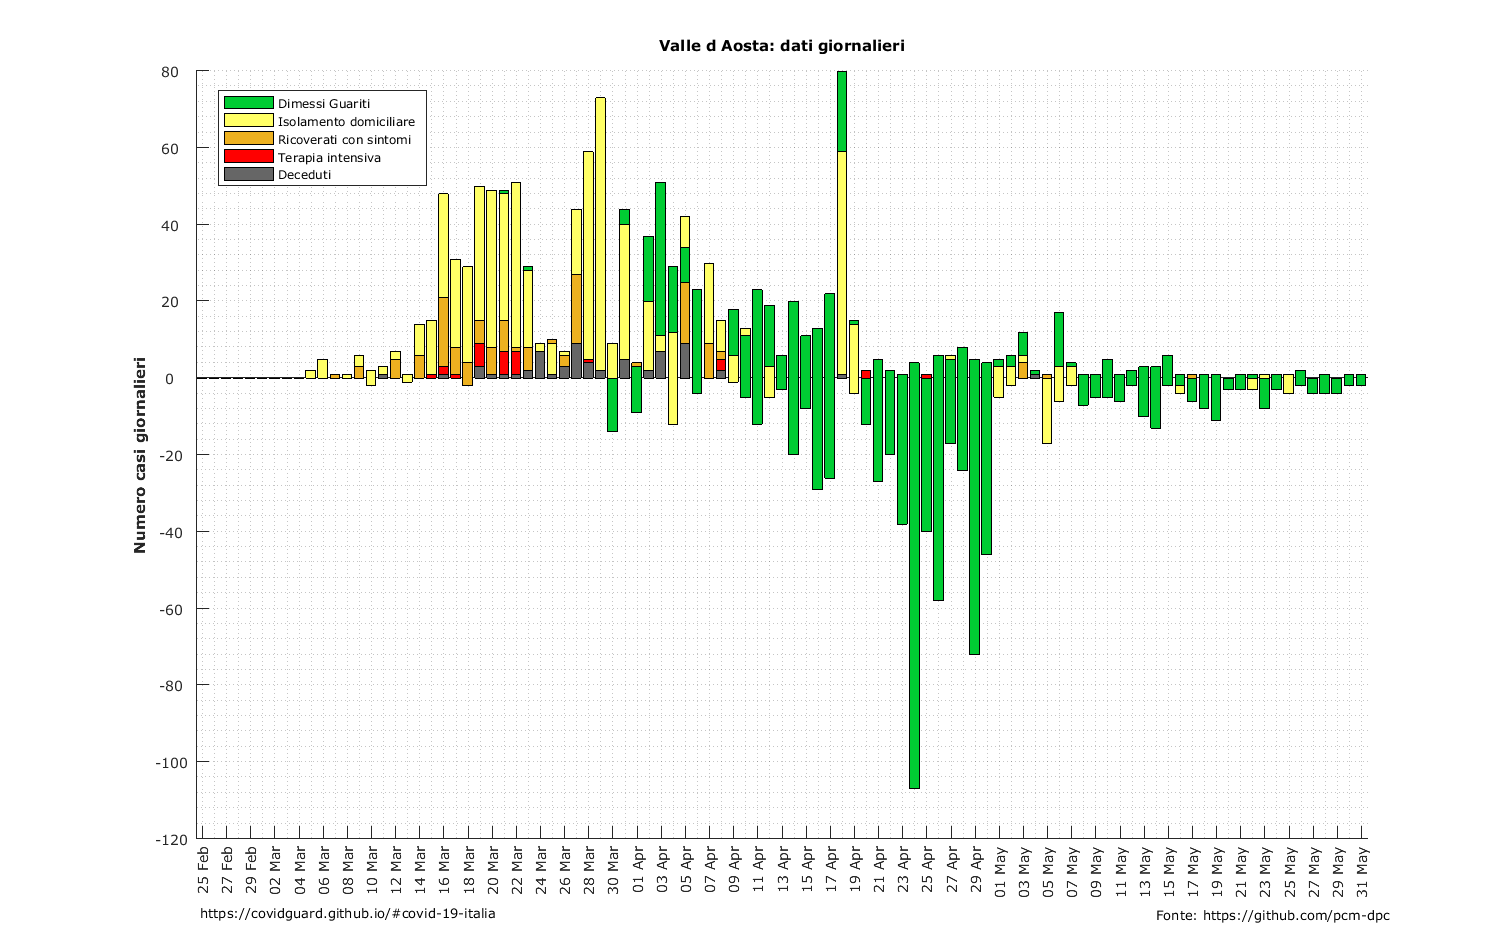 Valle d Aosta: dati giornalieri
Dimessi Guariti
Isolamento domiciliare
Ricoverati con sintomi
Terapia intensiva
Deceduti
Numero casi giornalieri
80
60
40
20
0
-20
-40
-60
-80
-100
-120
25 Feb
27 Feb
29 Feb
02 Mar
04 Mar
06 Mar
08 Mar
10 Mar
12 Mar
14 Mar
16 Mar
18 Mar
20 Mar
22 Mar
24 Mar
26 Mar
28 Mar
30 Mar
01 Apr
03 Apr
05 Apr
07 Apr
09 Apr
11 Apr
13 Apr
15 Apr
17 Apr
19 Apr
21 Apr
23 Apr
25 Apr
27 Apr
29 Apr
01 May
03 May
05 May
07 May
09 May
11 May
13 May
15 May
17 May
19 May
21 May
23 May
25 May
27 May
29 May
31 May
https://covidguard.github.io/#covid-19-italia
Fonte: https://github.com/pcm-dpc